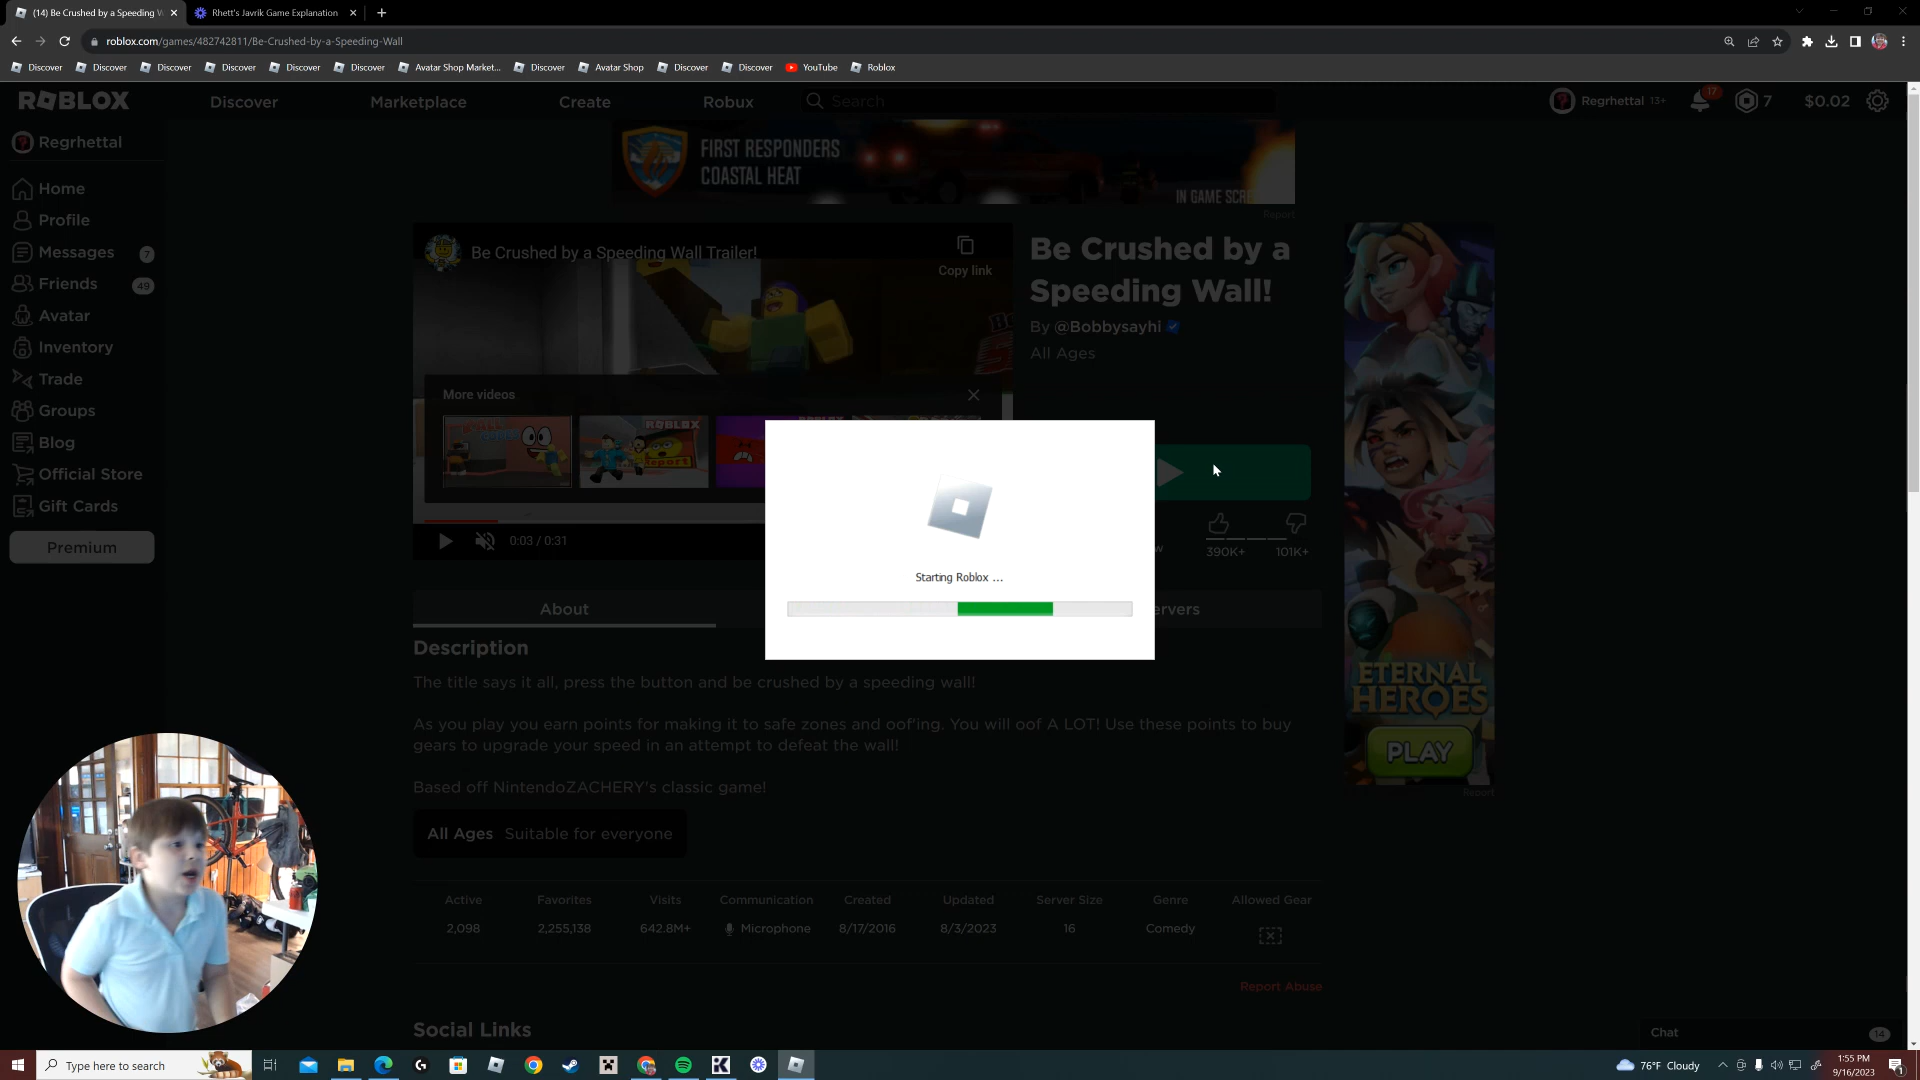 (14) Be Crushed by a Speeding W
Rhett's Javrik Game Explanation
roblox.com/games/482742811/Be-Crushed-by-a-Speeding-Wall
Discover
Discover
Discover
Discover
Discover
Discover
Avatar Shop Market...
Discover
Avatar Shop
Discover
Discover
YouTube
Roblox
ROBLOX
Discover
Marketplace
Create
Robux
Search
Regrhettal 13+
17
7
$0.02
Regrhettal
Home
Profile
Messages 7
Friends 49
Avatar
Inventory
Trade
Groups
Blog
Official Store
Gift Cards
Premium
FIRST RESPONDERS
COASTAL HEAT
IN GAME SCRE
Report
Be Crushed by a Speeding Wall Trailer!
Copy link
More videos
ROBLOX
Report
0:03 / 0:31
Be Crushed by a
Speeding Wall!
By @Bobbysayhi
All Ages
390K+
101K+
Starting Roblox ...
ETERNAL
HEROES
PLAY
Report
About
ervers
Description
The title says it all, press the button and be crushed by a speeding wall!
As you play you earn points for making it to safe zones and oof'ing. You will oof A LOT! Use these points to buy
gears to upgrade your speed in an attempt to defeat the wall!
Based off NintendoZACHERY's classic game!
All Ages Suitable for everyone
Active Favorites Visits Communication Created Updated Server Size Genre Allowed Gear
2,098 2,255,138 642.8M+ Microphone 8/17/2016 8/3/2023 16 Comedy
Report Abuse
Social Links
Chat 14
Type here to search
76°F Cloudy
1:55 PM
9/16/2023
1